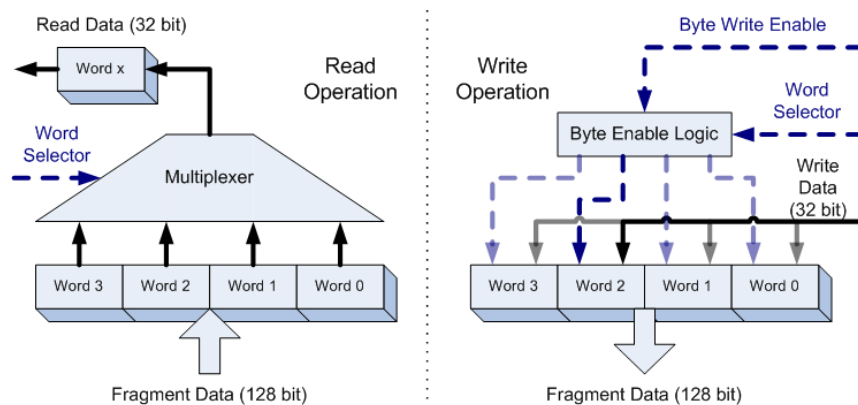 Read Data (32 bit)
Word x
Read
Operation
Word
Selector
Multiplexer
Word 3
Word 2
Word 1
Word 0
Fragment Data (128 bit)
Byte Write Enable
Write
Operation
Word
Selector
Byte Enable Logic
Write
Data
(32 bit)
Word 3
Word 2
Word 1
Word 0
Fragment Data (128 bit)